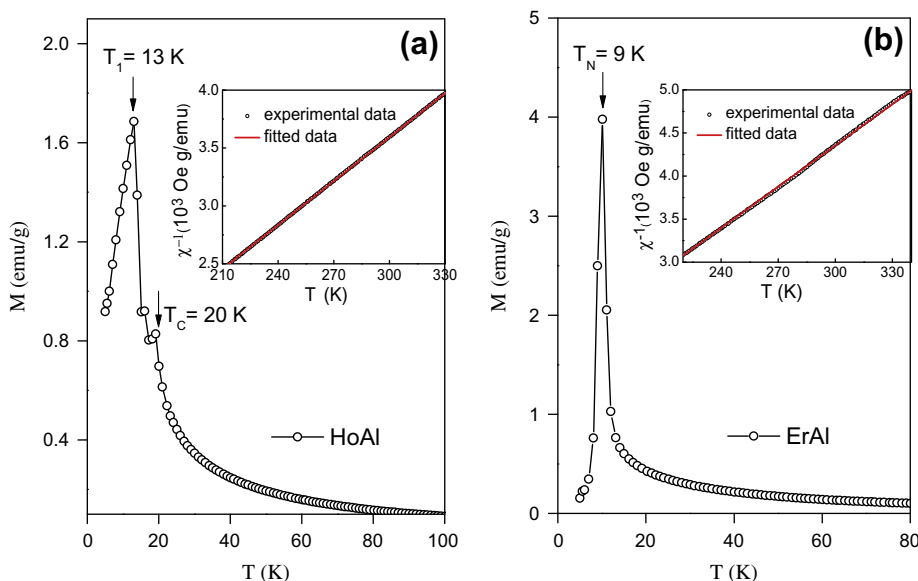 (a)
2.1
1.8
1.5
1.2
0.8
0.4
M (emu/g)
0
20
40
60
80
100
T (K)
T1= 13 K
TC= 20 K
HoAl
4.0
3.5
3.0
2.5
χ−1(10³ Oe g/emu)
210
240
270
300
330
T (K)
experimental data
fitted data
(b)
5
4
3
2
1
0
M (emu/g)
0
20
40
60
80
T (K)
TN= 9 K
ErAl
5.0
4.5
4.0
3.5
3.0
χ-1(10³ Oe g/emu)
240
270
300
330
T (K)
experimental data
fitted data